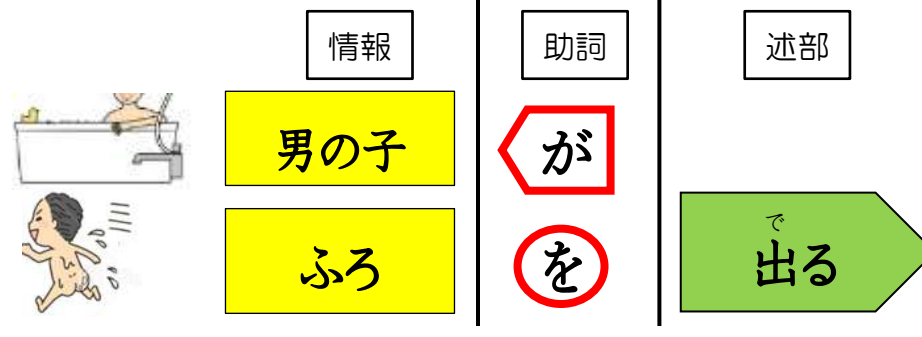 情報 助詞 述部
男の子 が
ふろ を 出る
で